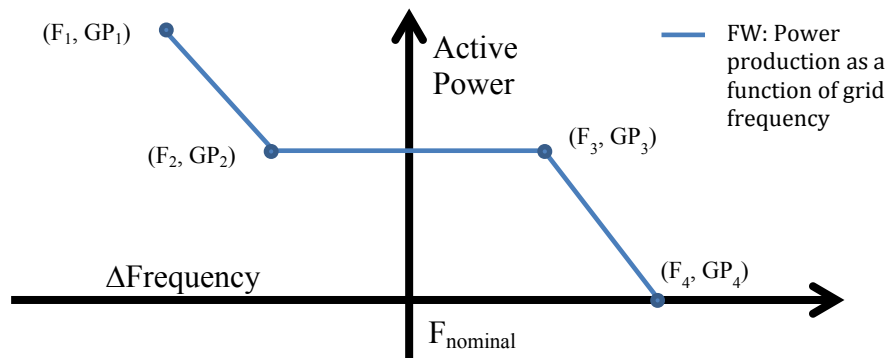 (F₁, GP₁)
Active
Power
FW: Power
production as a
function of grid
frequency
(F₂, GP₂)
(F₃, GP₃)
ΔFrequency
(F₄, GP₄)
Fnominal